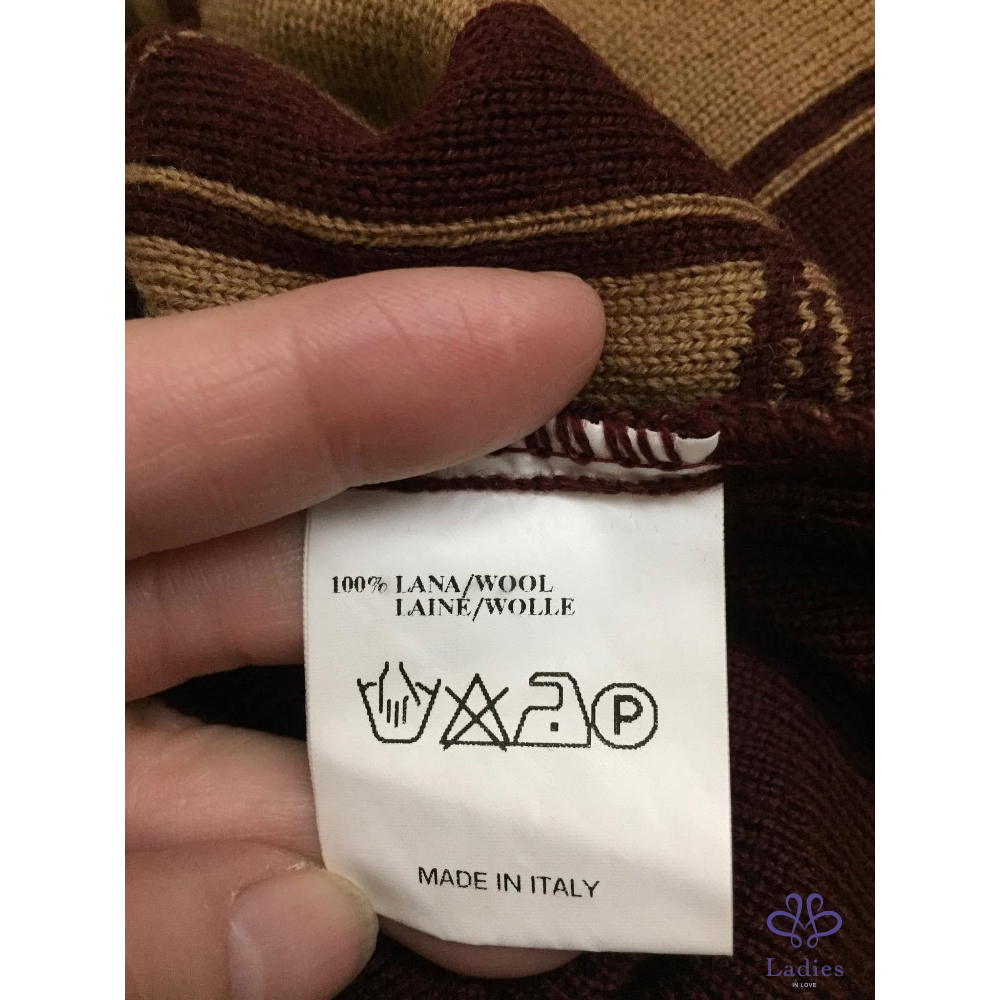 100% LANA/WOOL
LAINE/WOLLE
P
MADE IN ITALY
Ladies
IN LOVE